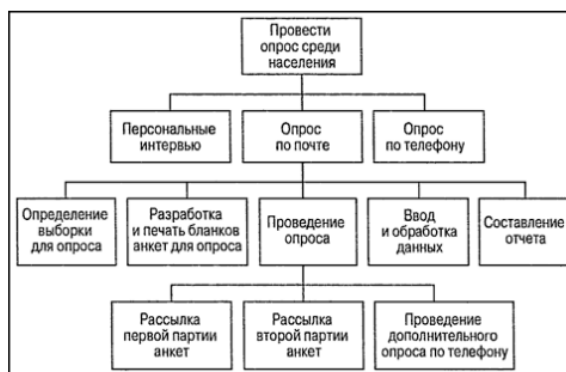 Провести
опрос среди
населения
Персональные
интервью
Опрос
по почте
Опрос
по телефону
Определение
выборки
для опроса
Разработка
и печать бланков
анкет для опроса
Проведение
опроса
Ввод
и обработка
данных
Составление
отчета
Рассылка
первой партии
анкет
Рассылка
второй партии
анкет
Проведение
дополнительного
опроса по телефону